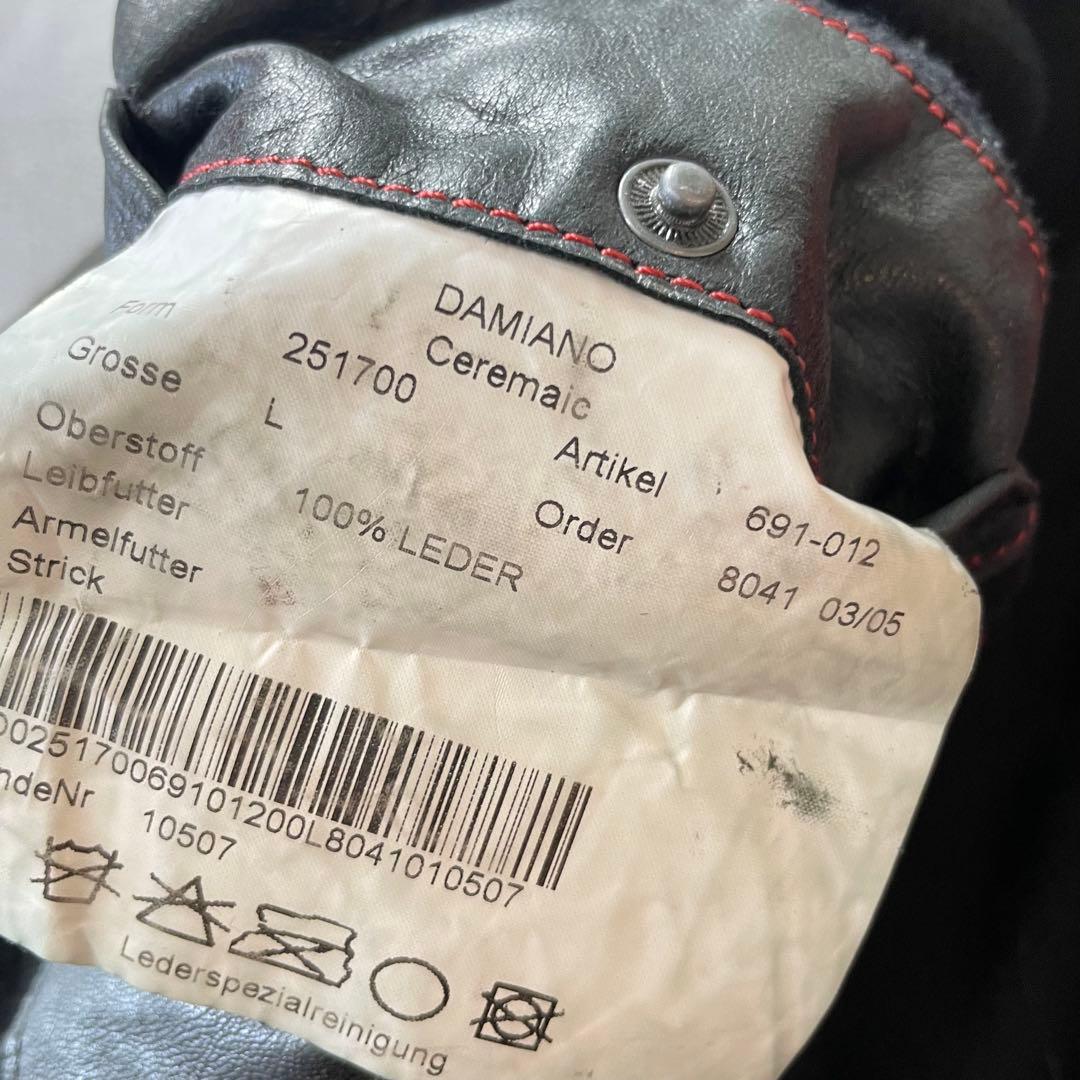 DAMIANO
Ceremaic
Form 251700 Artikel 691-012
Grosse L Order 8041 03/05
Oberstoff 100% LEDER
Leibfutter
Armelfutter
Strick
0025170069101200L8041010507
ndeNr 10507
Lederspezialreinigung